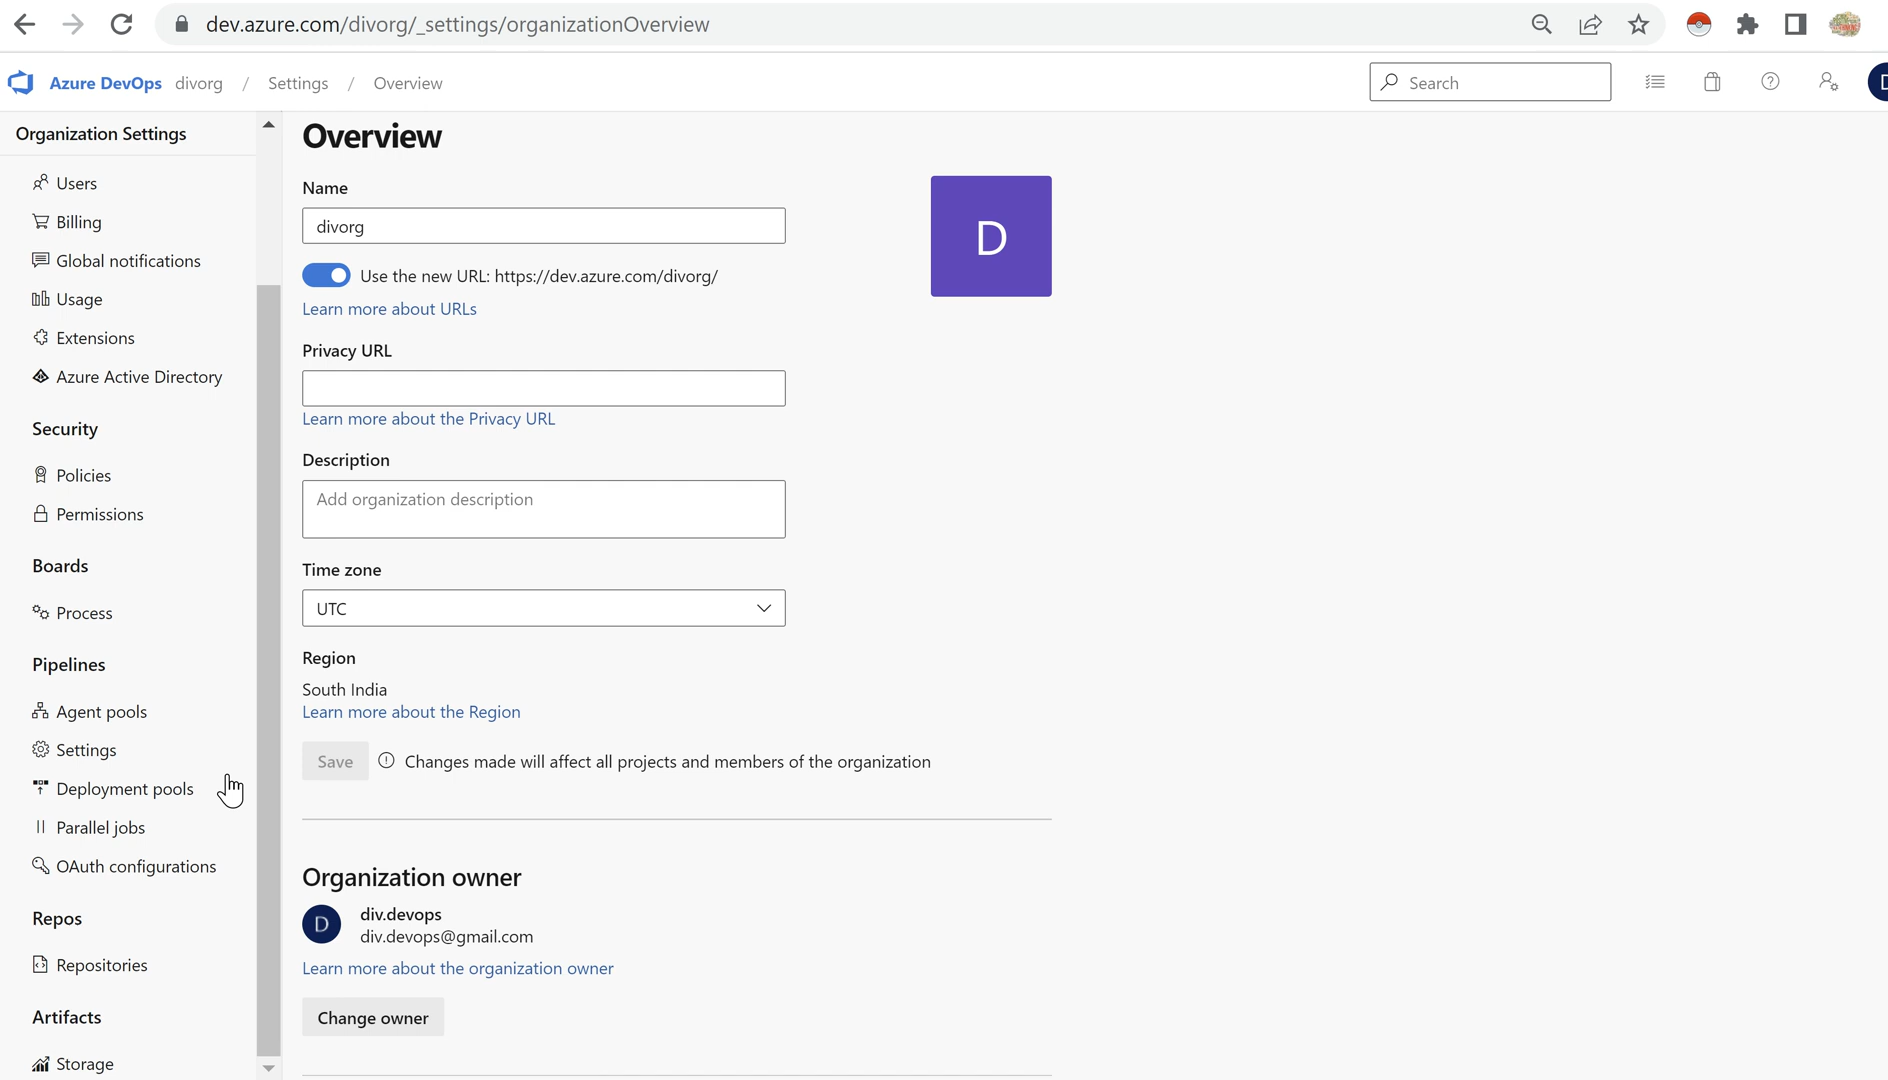 dev.azure.com/divorg/_settings/organizationOverview
Azure DevOps divorg / Settings / Overview
Search
D
Organization Settings
Users
Billing
Global notifications
Usage
Extensions
Azure Active Directory
Security
Policies
Permissions
Boards
Process
Pipelines
Agent pools
Settings
Deployment pools
Parallel jobs
OAuth configurations
Repos
Repositories
Artifacts
Storage
Overview
Name
divorg
D
Use the new URL: https://dev.azure.com/divorg/
Learn more about URLs
Privacy URL
Learn more about the Privacy URL
Description
Add organization description
Time zone
UTC
Region
South India
Learn more about the Region
Save
Changes made will affect all projects and members of the organization
Organization owner
D
div.devops
div.devops@gmail.com
Learn more about the organization owner
Change owner